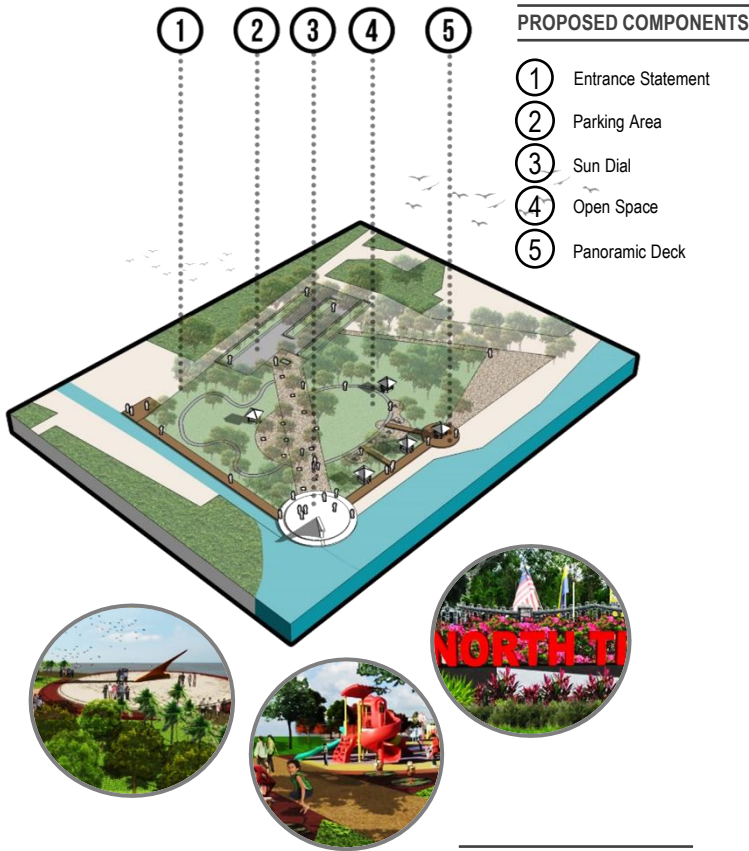 1 2 3 4 5
PROPOSED COMPONENTS
1 Entrance Statement
2 Parking Area
3 Sun Dial
4 Open Space
5 Panoramic Deck
NORTH T